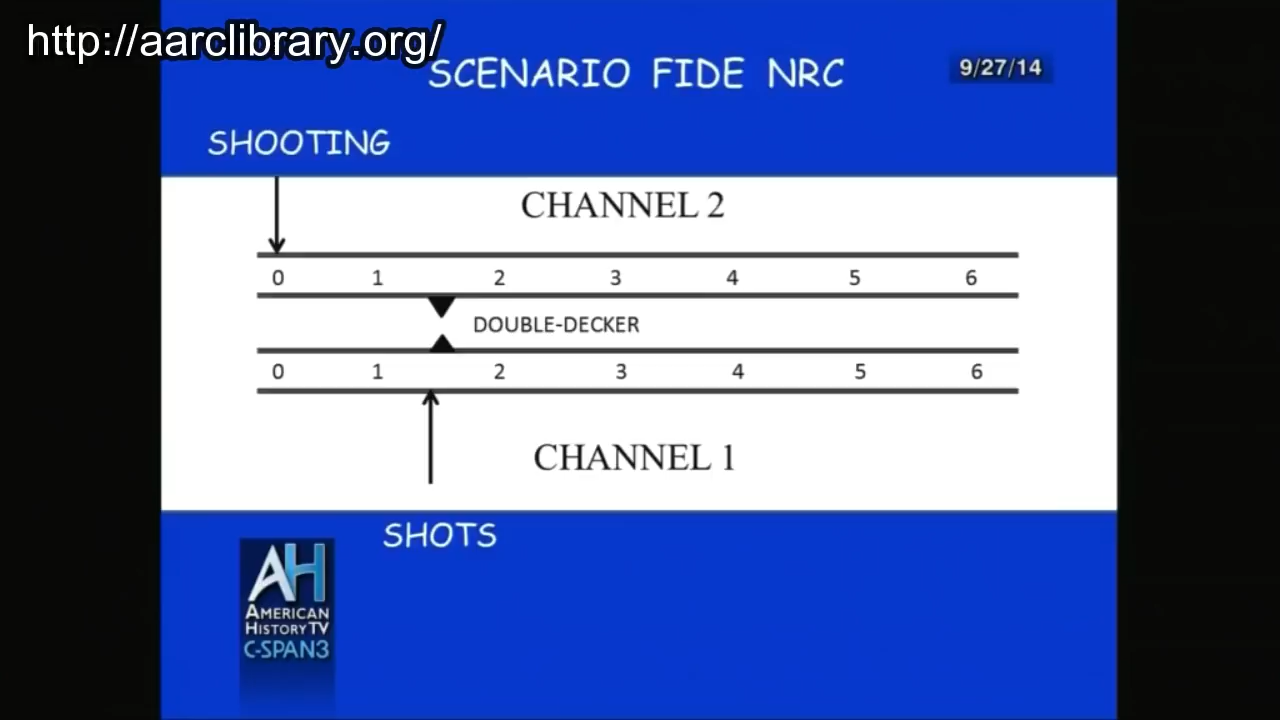 http://aarclibrary.org/
SCENARIO FIDE NRC
9/27/14
SHOOTING
CHANNEL 2
0 1 2 3 4 5 6
DOUBLE-DECKER
0 1 2 3 4 5 6
CHANNEL 1
SHOTS
AH
AMERICAN
HISTORY TV
C-SPAN3